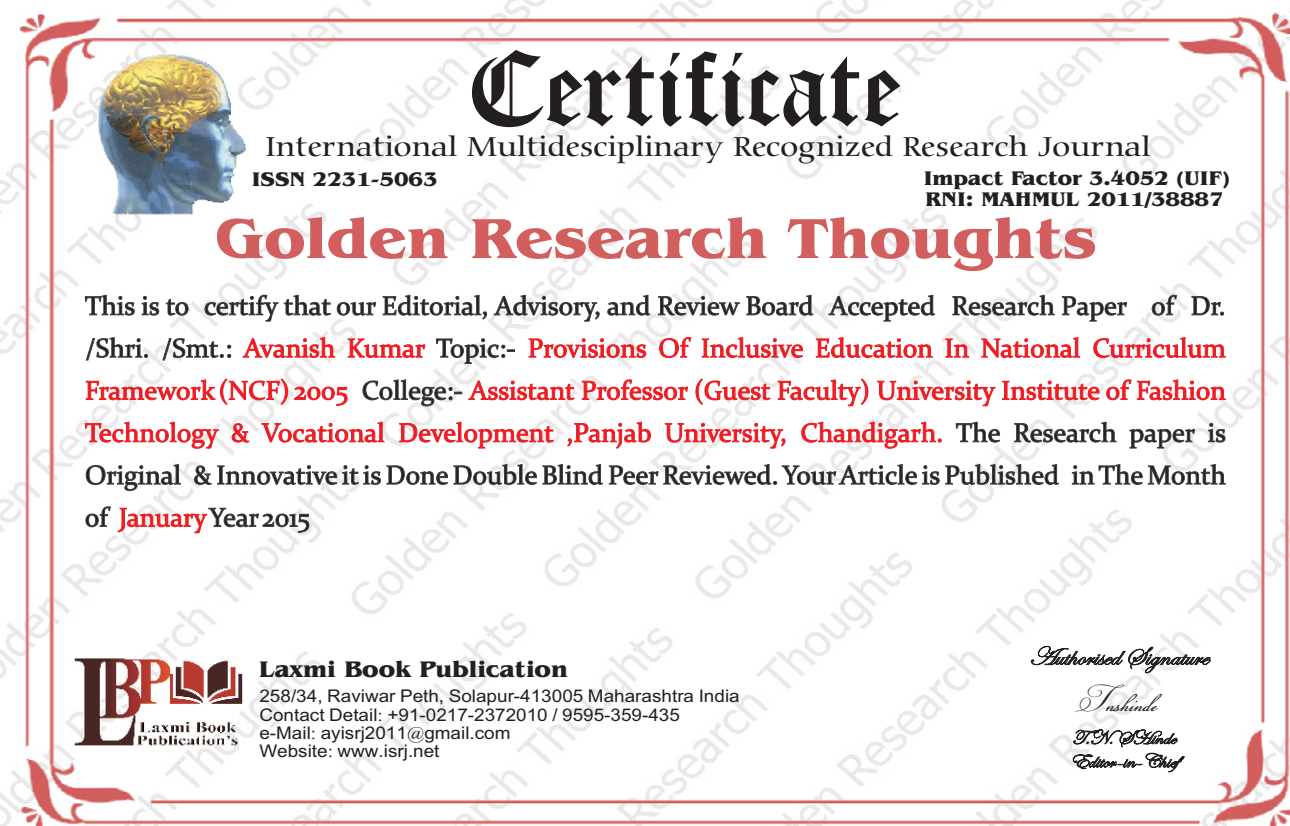 Certificate
International Multidesciplinary Recognized Research Journal
ISSN 2231-5063
Impact Factor 3.4052 (UIF)
RNI: MAHMUL 2011/38887
Golden Research Thoughts
This is to certify that our Editorial, Advisory, and Review Board Accepted Research Paper of Dr.
/Shri. /Smt.: Avanish Kumar Topic:- Provisions Of Inclusive Education In National Curriculum
Framework (NCF) 2005 College:- Assistant Professor (Guest Faculty) University Institute of Fashion
Technology & Vocational Development ,Panjab University, Chandigarh. The Research paper is
Original & Innovative it is Done Double Blind Peer Reviewed. Your Article is Published in The Month
of January Year 2015
LBP
Laxmi Book
Publication's
Laxmi Book Publication
258/34, Raviwar Peth, Solapur-413005 Maharashtra India
Contact Detail: +91-0217-2372010 / 9595-359-435
e-Mail: ayisrj2011@gmail.com
Website: www.isrj.net
Authorised Signature
Tnshinde
T.N. SHinde
Editor-in-Chief